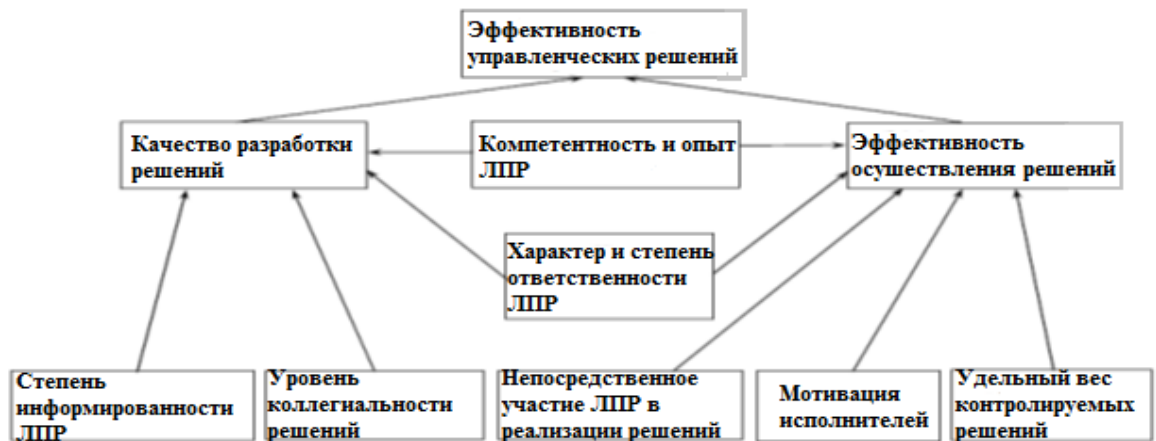 Эффективность
управленческих решений
Качество разработки
решений
Компетентность и опыт
ЛПР
Эффективность
осушествления решений
Характер и степень
ответственности
ЛПР
Степень
информированности
ЛПР
Уровень
коллегиальности
решений
Непосредственное
участие ЛПР в
реализации решений
Мотивация
исполнителей
Удельный вес
контролируемых
решений